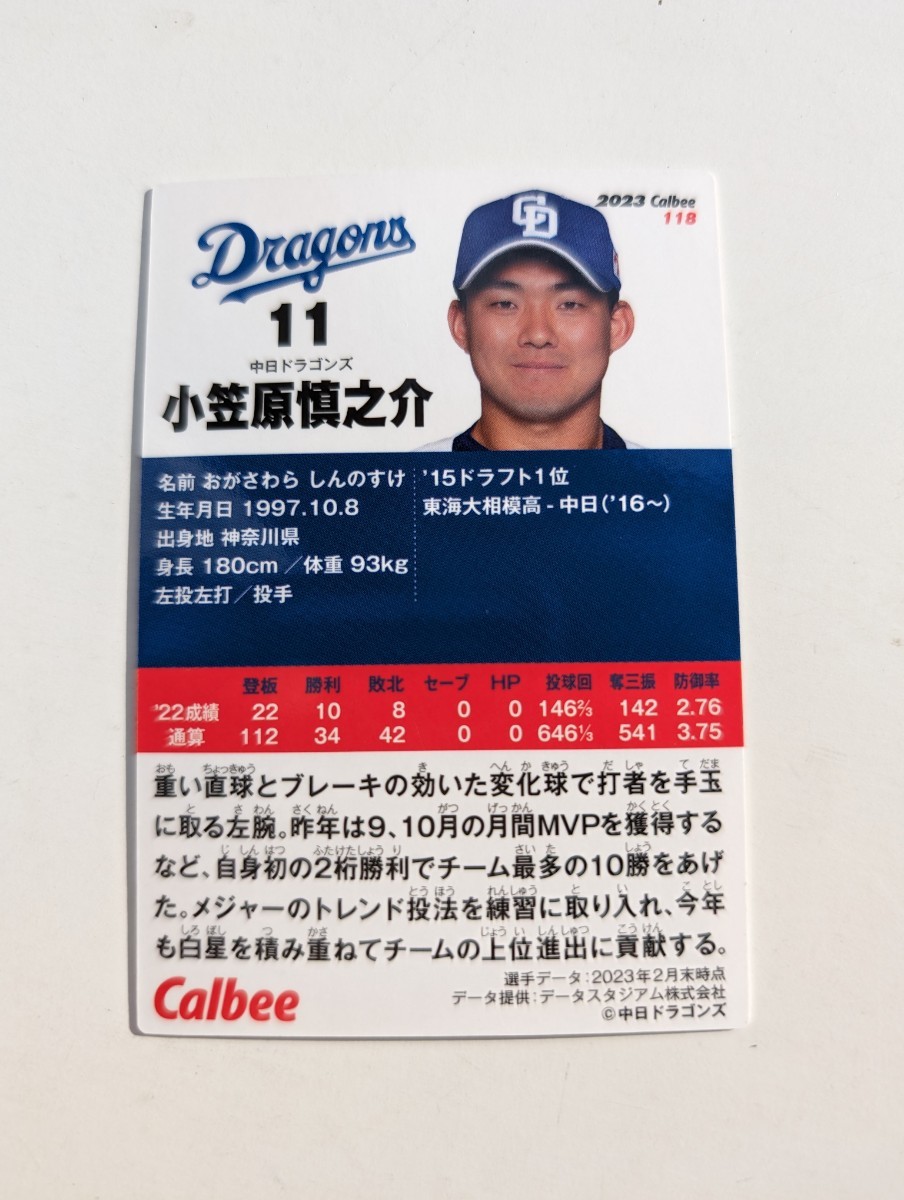 2023 Calbee
118
Dragons
11
中日ドラゴンズ
小笠原慎之介
名前 おがさわら しんのすけ
生年月日 1997.10.8
出身地 神奈川県
身長 180cm ／体重 93kg
左投左打／投手
'15ドラフト1位
東海大相模高 - 中日('16～)
登板 勝利 敗北 セーブ HP 投球回 奪三振 防御率
'22成績 22 10 8 0 0 146⅔ 142 2.76
通算 112 34 42 0 0 646⅓ 541 3.75
重い直球とブレーキの効いた変化球で打者を手玉
に取る左腕。昨年は9、10月の月間MVPを獲得する
など、自身初の2桁勝利でチーム最多の10勝をあげ
た。メジャーのトレンド投法を練習に取り入れ、今年
も白星を積み重ねてチームの上位進出に貢献する。
Calbee
選手データ：2023年2月末時点
データ提供：データスタジアム株式会社
©中日ドラゴンズ